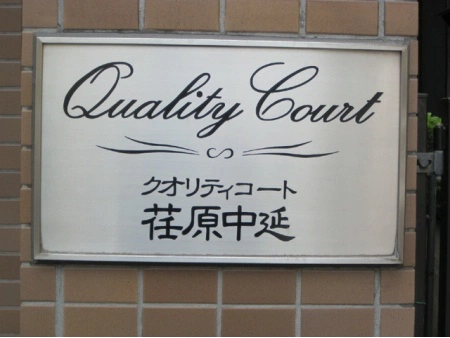 Quality Court
クオリティコート
荏原中延